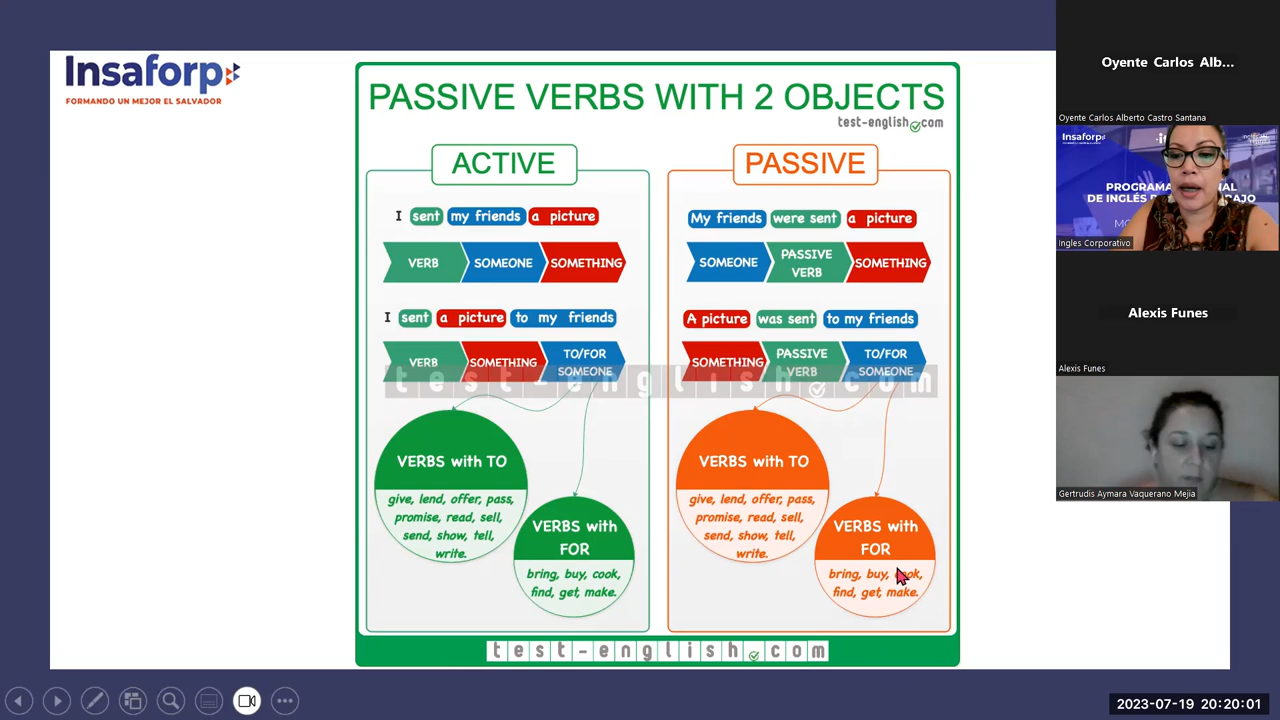 Insaforp
FORMANDO UN MEJOR EL SALVADOR
PASSIVE VERBS WITH 2 OBJECTS
test-english.com
ACTIVE
I sent my friends a picture
VERB SOMEONE SOMETHING
I sent a picture to my friends
VERB SOMETHING TO/FOR SOMEONE
VERBS with TO
give, lend, offer, pass,
promise, read, sell,
send, show, tell,
write.
VERBS with
FOR
bring, buy, cook,
find, get, make.
PASSIVE
My friends were sent a picture
SOMEONE PASSIVE VERB SOMETHING
A picture was sent to my friends
SOMETHING PASSIVE VERB TO/FOR SOMEONE
VERBS with TO
give, lend, offer, pass,
promise, read, sell,
send, show, tell,
write.
VERBS with
FOR
bring, buy, cook,
find, get, make.
test-english.com
test-english.com
Oyente Carlos Alb...
Oyente Carlos Alberto Castro Santana
Insaforp
Ingles Corporativo
Alexis Funes
Alexis Funes
Gertrudis Aymara Vaquerano Mejia
2023-07-19 20:20:01